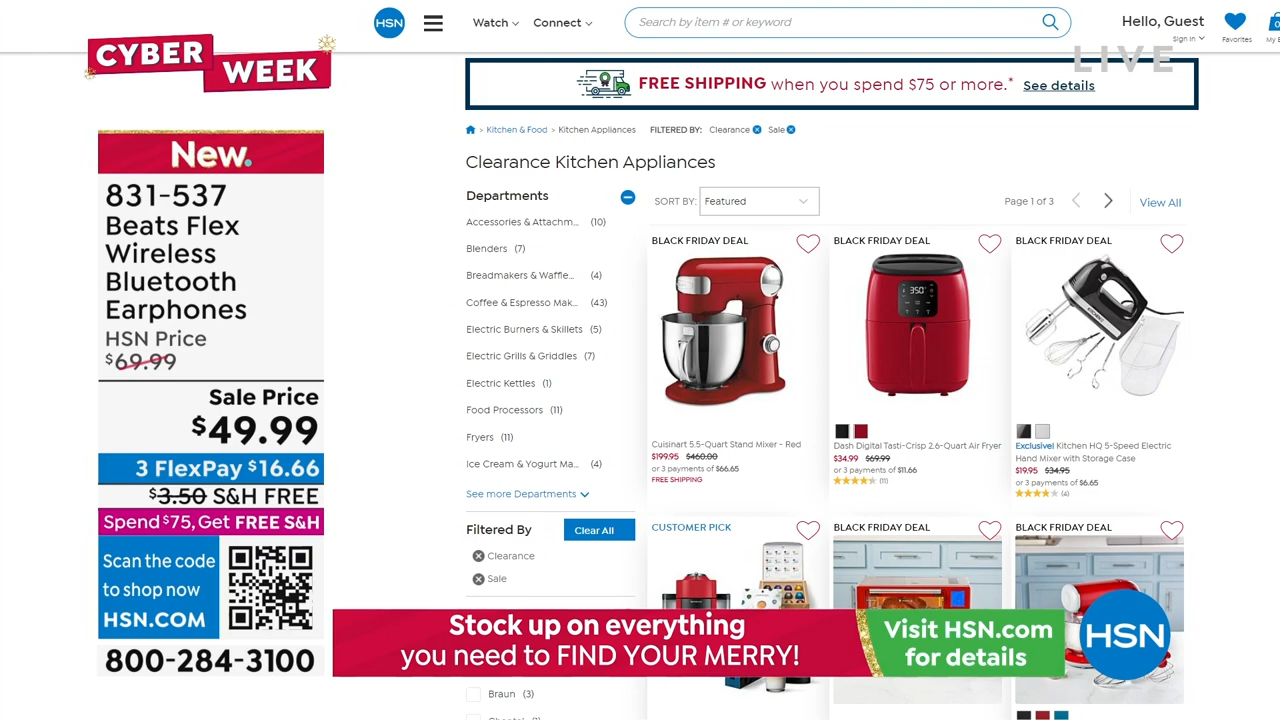 HSN
Watch
Connect
Search by item # or keyword
Hello, Guest
Sign In
Favorites
0
LIVE
CYBER
WEEK
FREE SHIPPING when you spend $75 or more.* See details
New.
831-537
Beats Flex
Wireless
Bluetooth
Earphones
HSN Price
$69.99
Sale Price
$49.99
3 FlexPay $16.66
$3.50 S&H FREE
Spend $75, Get FREE S&H
Scan the code
to shop now
HSN.COM
800-284-3100
> Kitchen & Food > Kitchen Appliances FILTERED BY: Clearance Sale
Clearance Kitchen Appliances
Departments
Accessories & Attachm... (10)
Blenders (7)
Breadmakers & Waffle... (4)
Coffee & Espresso Mak... (43)
Electric Burners & Skillets (5)
Electric Grills & Griddles (7)
Electric Kettles (1)
Food Processors (11)
Fryers (11)
Ice Cream & Yogurt Ma... (4)
See more Departments
Filtered By Clear All
Clearance
Sale
Braun (3)
SORT BY: Featured
Page 1 of 3
View All
BLACK FRIDAY DEAL
Cuisinart 5.5-Quart Stand Mixer - Red
$199.95 $460.00
or 3 payments of $66.65
FREE SHIPPING
BLACK FRIDAY DEAL
350°
Dash Digital Tasti-Crisp 2.6-Quart Air Fryer
$34.99 $69.99
or 3 payments of $11.66
(11)
BLACK FRIDAY DEAL
Exclusive! Kitchen HQ 5-Speed Electric
Hand Mixer with Storage Case
$19.95 $34.95
or 3 payments of $6.65
(4)
CUSTOMER PICK
BLACK FRIDAY DEAL
BLACK FRIDAY DEAL
Stock up on everything
you need to FIND YOUR MERRY!
Visit HSN.com
for details
HSN